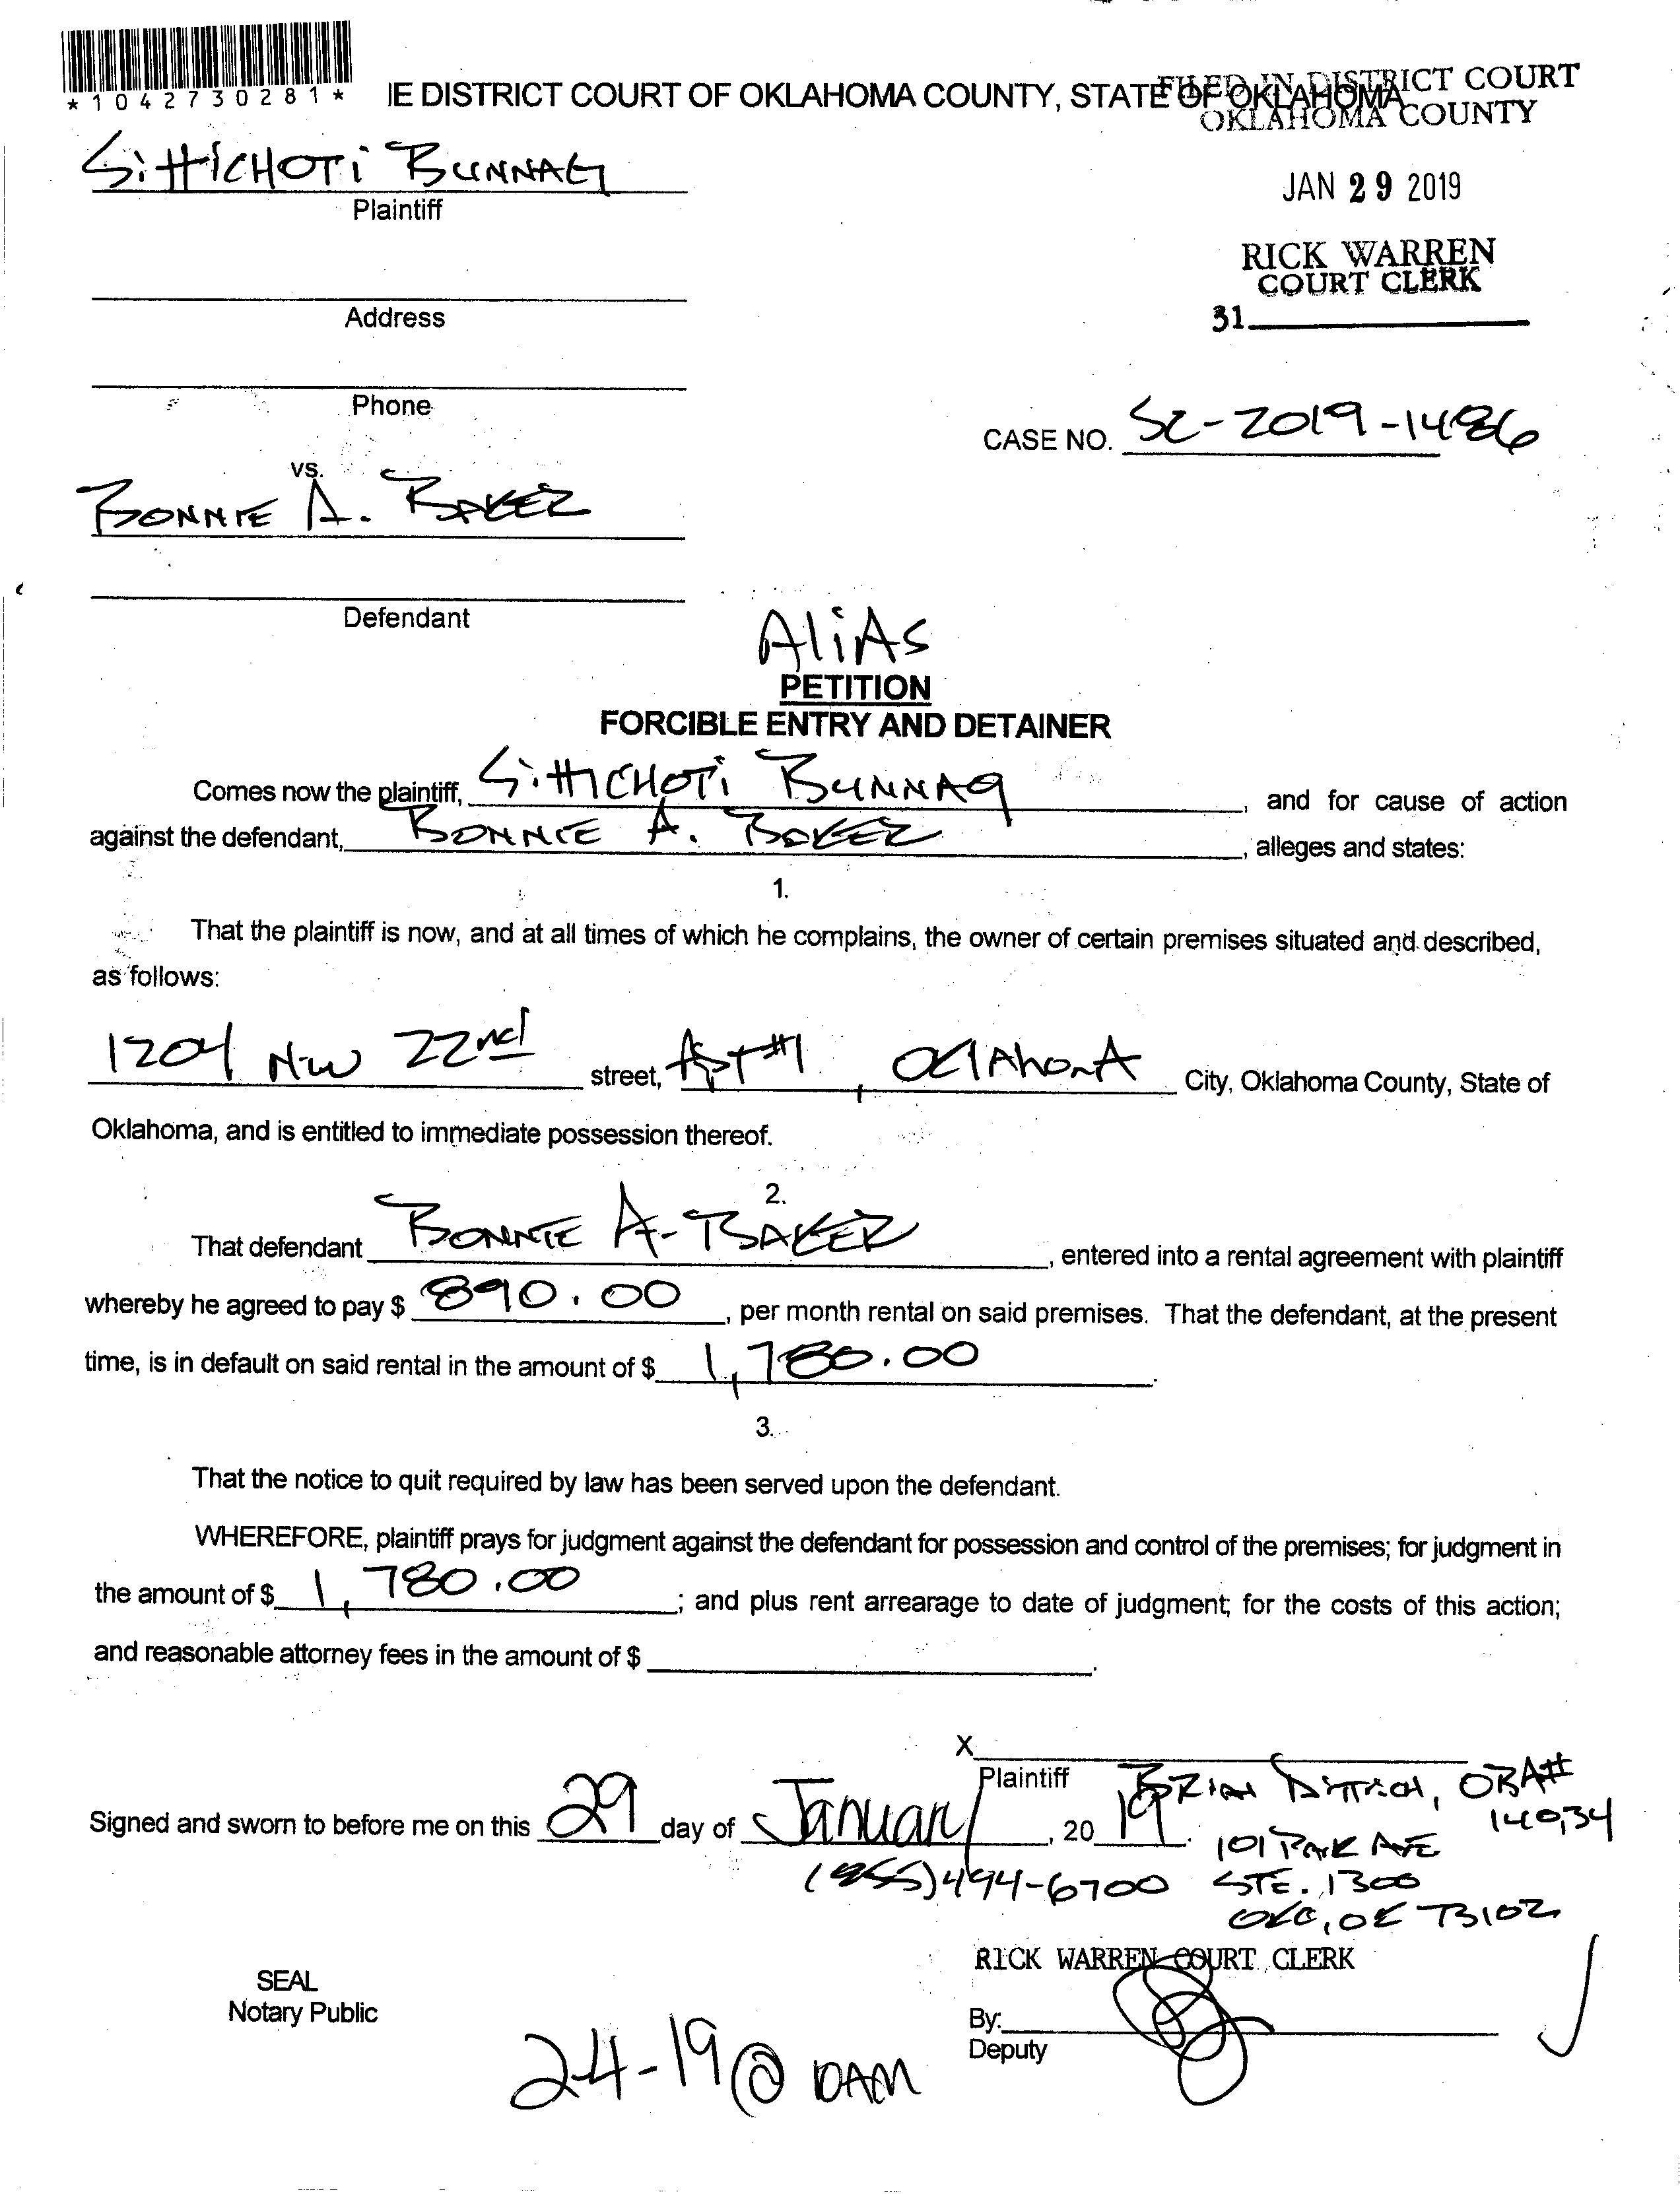 *1042730281*
IE DISTRICT COURT OF OKLAHOMA COUNTY, STATE OF OKLAHOMA
FILED IN DISTRICT COURT
OKLAHOMA COUNTY
JAN 29 2019
RICK WARREN
COURT CLERK
31
SittiCHOTi BUNNAG
Plaintiff
Address
Phone
CASE NO. SC-2019-1486
vs.
BONNIE A. BAKER
Defendant
AliAs
PETITION
FORCIBLE ENTRY AND DETAINER
Comes now the plaintiff, SittiCHOTi BUNNAG, and for cause of action
against the defendant, BONNIE A. BAKER, alleges and states:
1.
That the plaintiff is now, and at all times of which he complains, the owner of certain premises situated and described,
as follows:
1204 NW 22nd street, Apt #1, OklAhomA City, Oklahoma County, State of
Oklahoma, and is entitled to immediate possession thereof.
2.
That defendant BONNIE A. BAKER, entered into a rental agreement with plaintiff
whereby he agreed to pay $ 890.00, per month rental on said premises. That the defendant, at the present
time, is in default on said rental in the amount of $ 1,780.00.
3.
That the notice to quit required by law has been served upon the defendant.
WHEREFORE, plaintiff prays for judgment against the defendant for possession and control of the premises; for judgment in
the amount of $ 1,780.00; and plus rent arrearage to date of judgment; for the costs of this action;
and reasonable attorney fees in the amount of $
X
Plaintiff BRIAN DITTRICH, OBA#
14034
Signed and sworn to before me on this 29 day of January, 2019.
101 PARK AVE
(855)494-6700 STE. 1300
OKC, OK 73102
RICK WARREN COURT CLERK
SEAL
Notary Public
By:
Deputy
2-4-19 @ 10AM